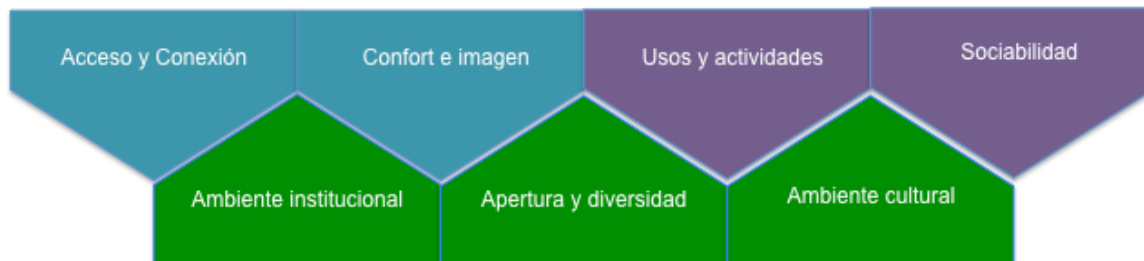 Acceso y Conexión
Confort e imagen
Usos y actividades
Sociabilidad
Ambiente institucional
Apertura y diversidad
Ambiente cultural